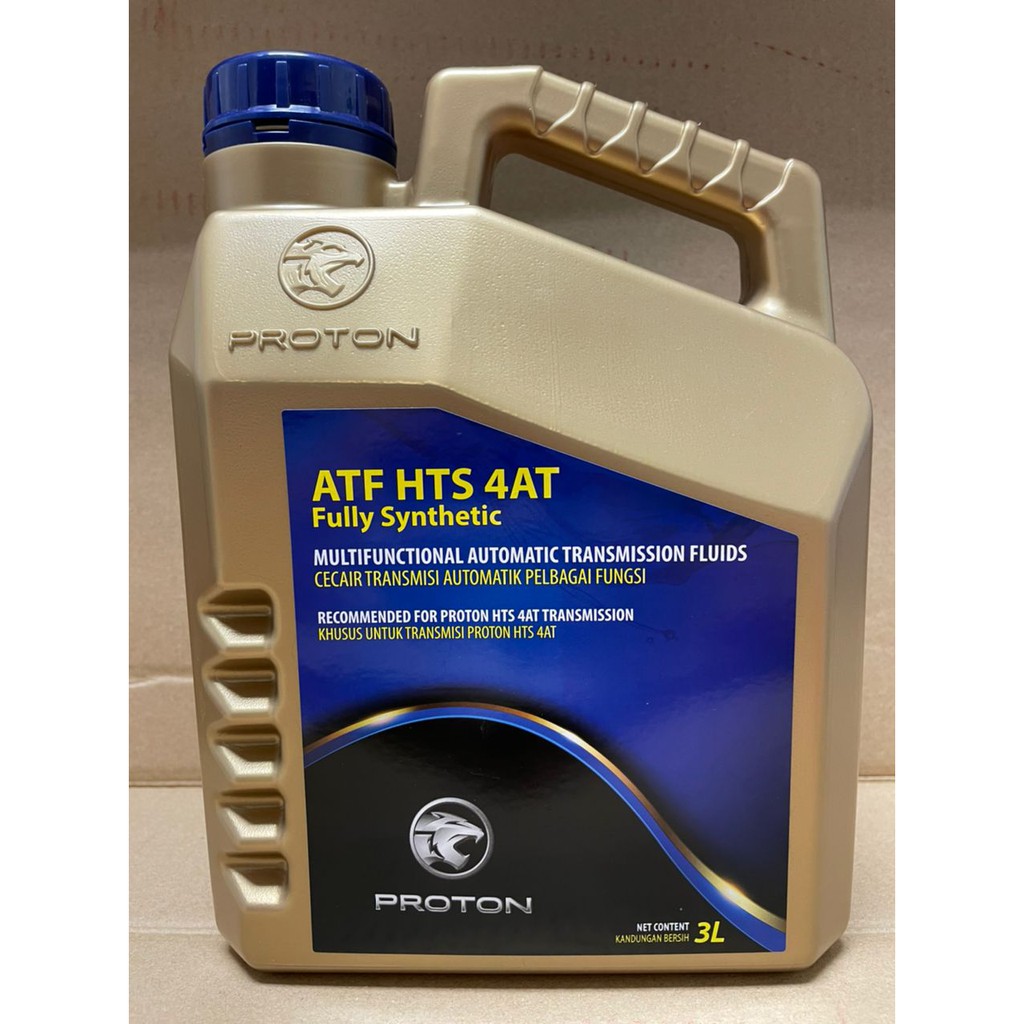 PROTON
ATF HTS 4AT
Fully Synthetic
MULTIFUNCTIONAL AUTOMATIC TRANSMISSION FLUIDS
CECAIR TRANSMISI AUTOMATIK PELBAGAI FUNGSI
RECOMMENDED FOR PROTON HTS 4AT TRANSMISSION
KHUSUS UNTUK TRANSMISI PROTON HTS 4AT
PROTON
NET CONTENT
KANDUNGAN BERSIH 3L